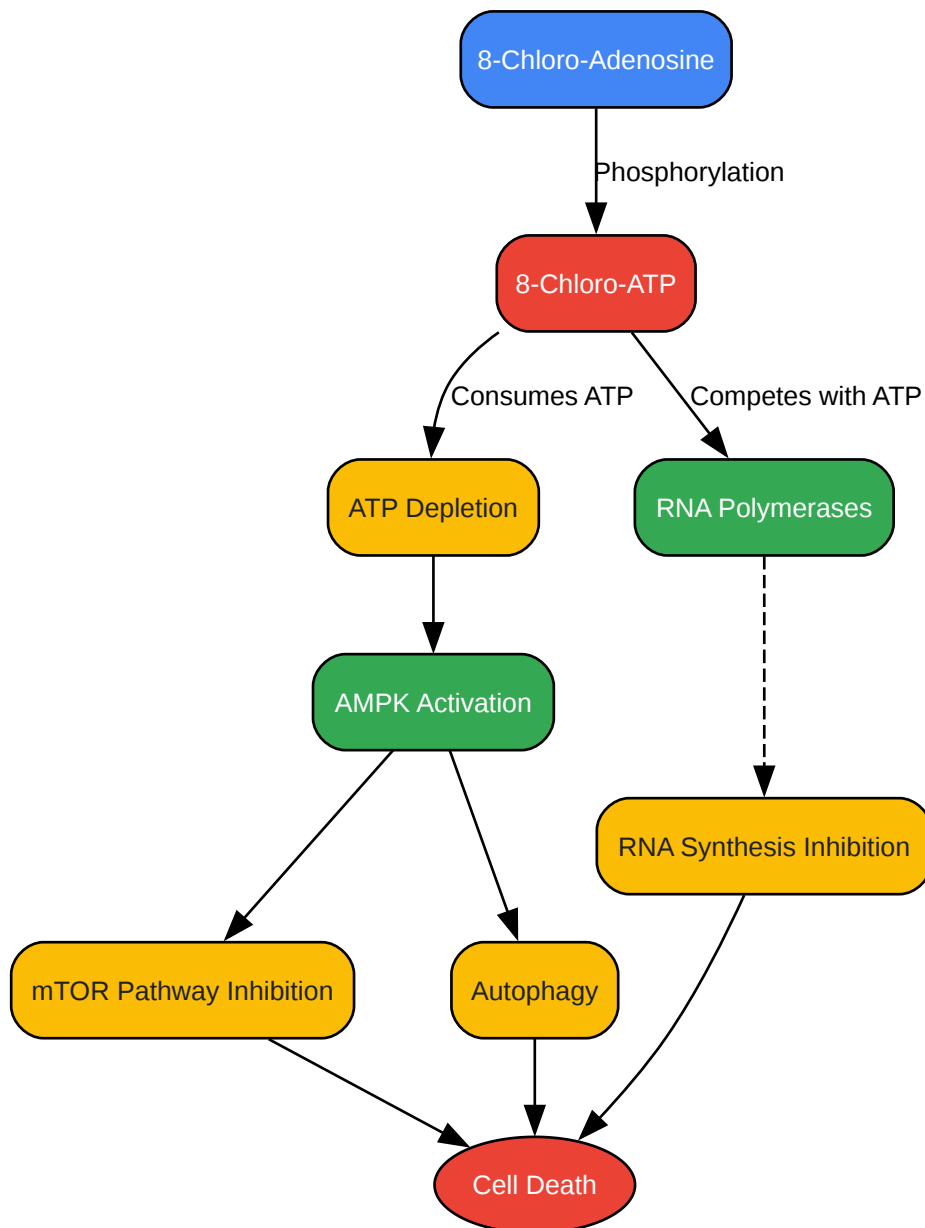 8-Chloro-Adenosine
Phosphorylation
8-Chloro-ATP
Consumes ATP
Competes with ATP
ATP Depletion
RNA Polymerases
AMPK Activation
RNA Synthesis Inhibition
mTOR Pathway Inhibition
Autophagy
Cell Death